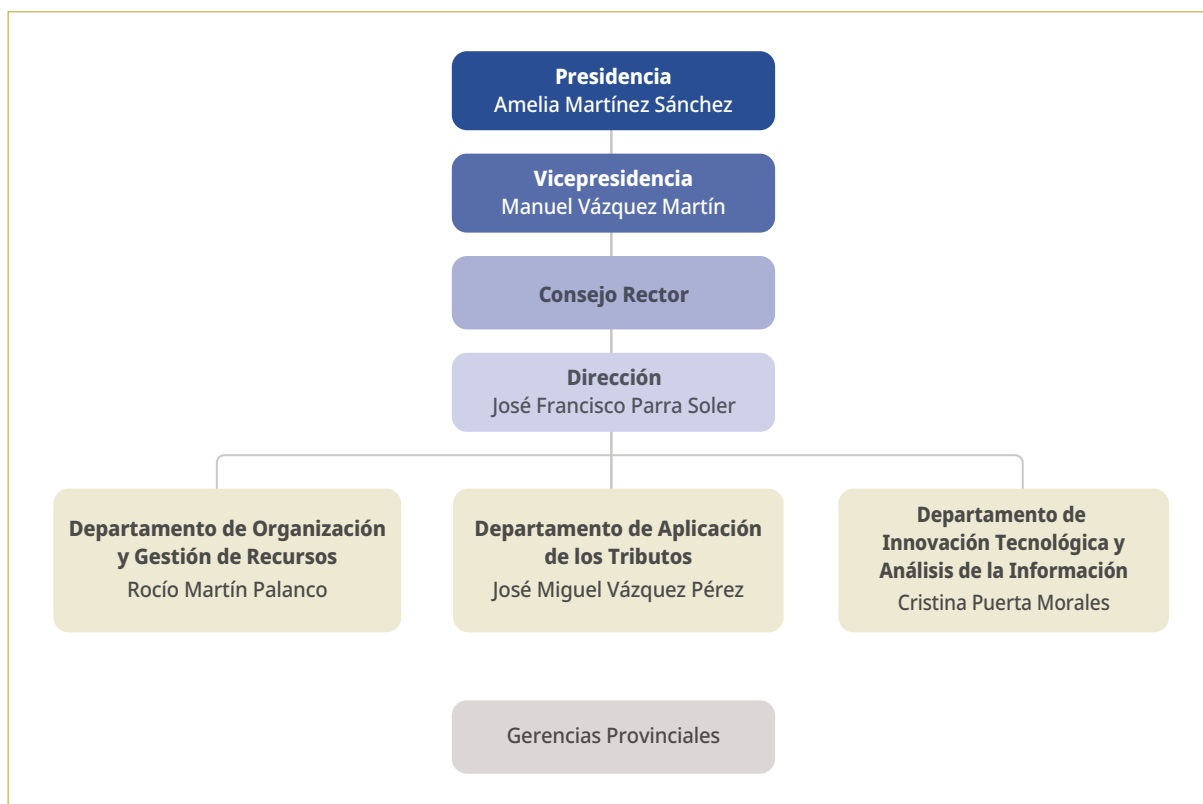 Presidencia
Amelia Martínez Sánchez
Vicepresidencia
Manuel Vázquez Martín
Consejo Rector
Dirección
José Francisco Parra Soler
Departamento de Organización
y Gestión de Recursos
Rocío Martín Palanco
Departamento de Aplicación
de los Tributos
José Miguel Vázquez Pérez
Departamento de
Innovación Tecnológica y
Análisis de la Información
Cristina Puerta Morales
Gerencias Provinciales